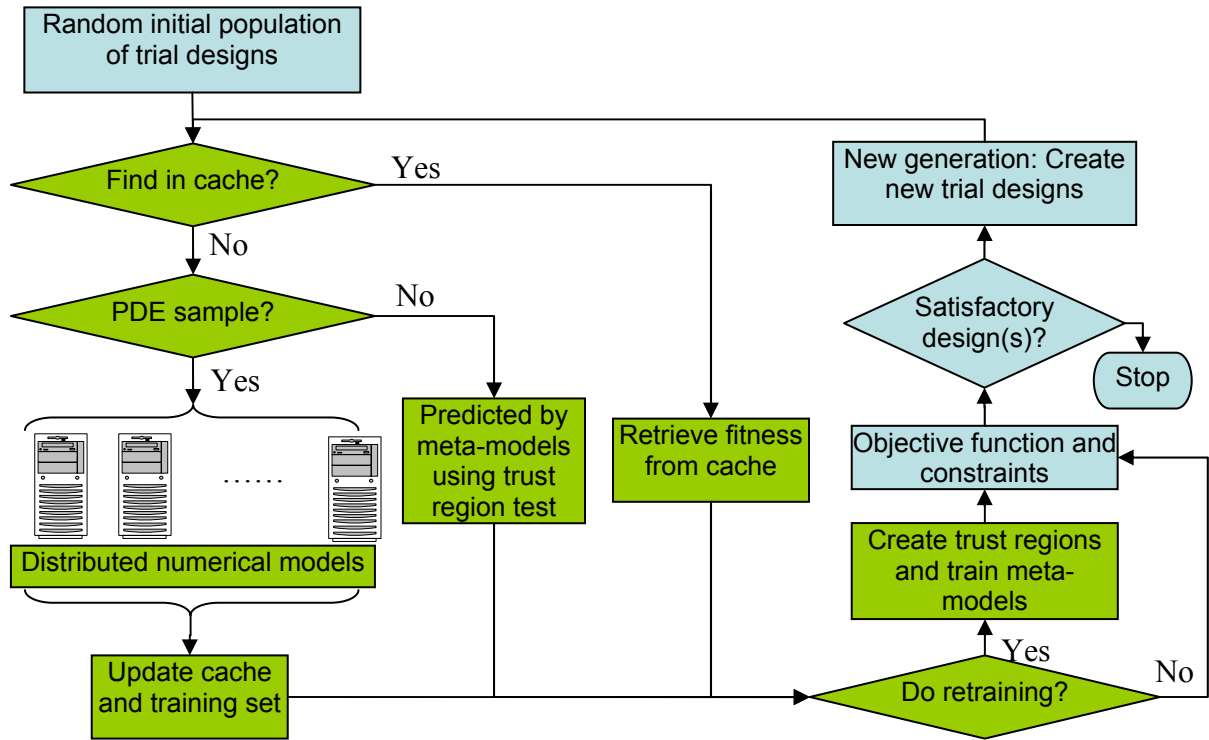 Random initial population
of trial designs
Find in cache?
Yes
No
PDE sample?
No
Yes
......
Distributed numerical models
Update cache
and training set
Predicted by
meta-models
using trust
region test
Retrieve fitness
from cache
New generation: Create
new trial designs
Satisfactory
design(s)?
Stop
Objective function and
constraints
Create trust regions
and train meta-
models
Yes
No
Do retraining?